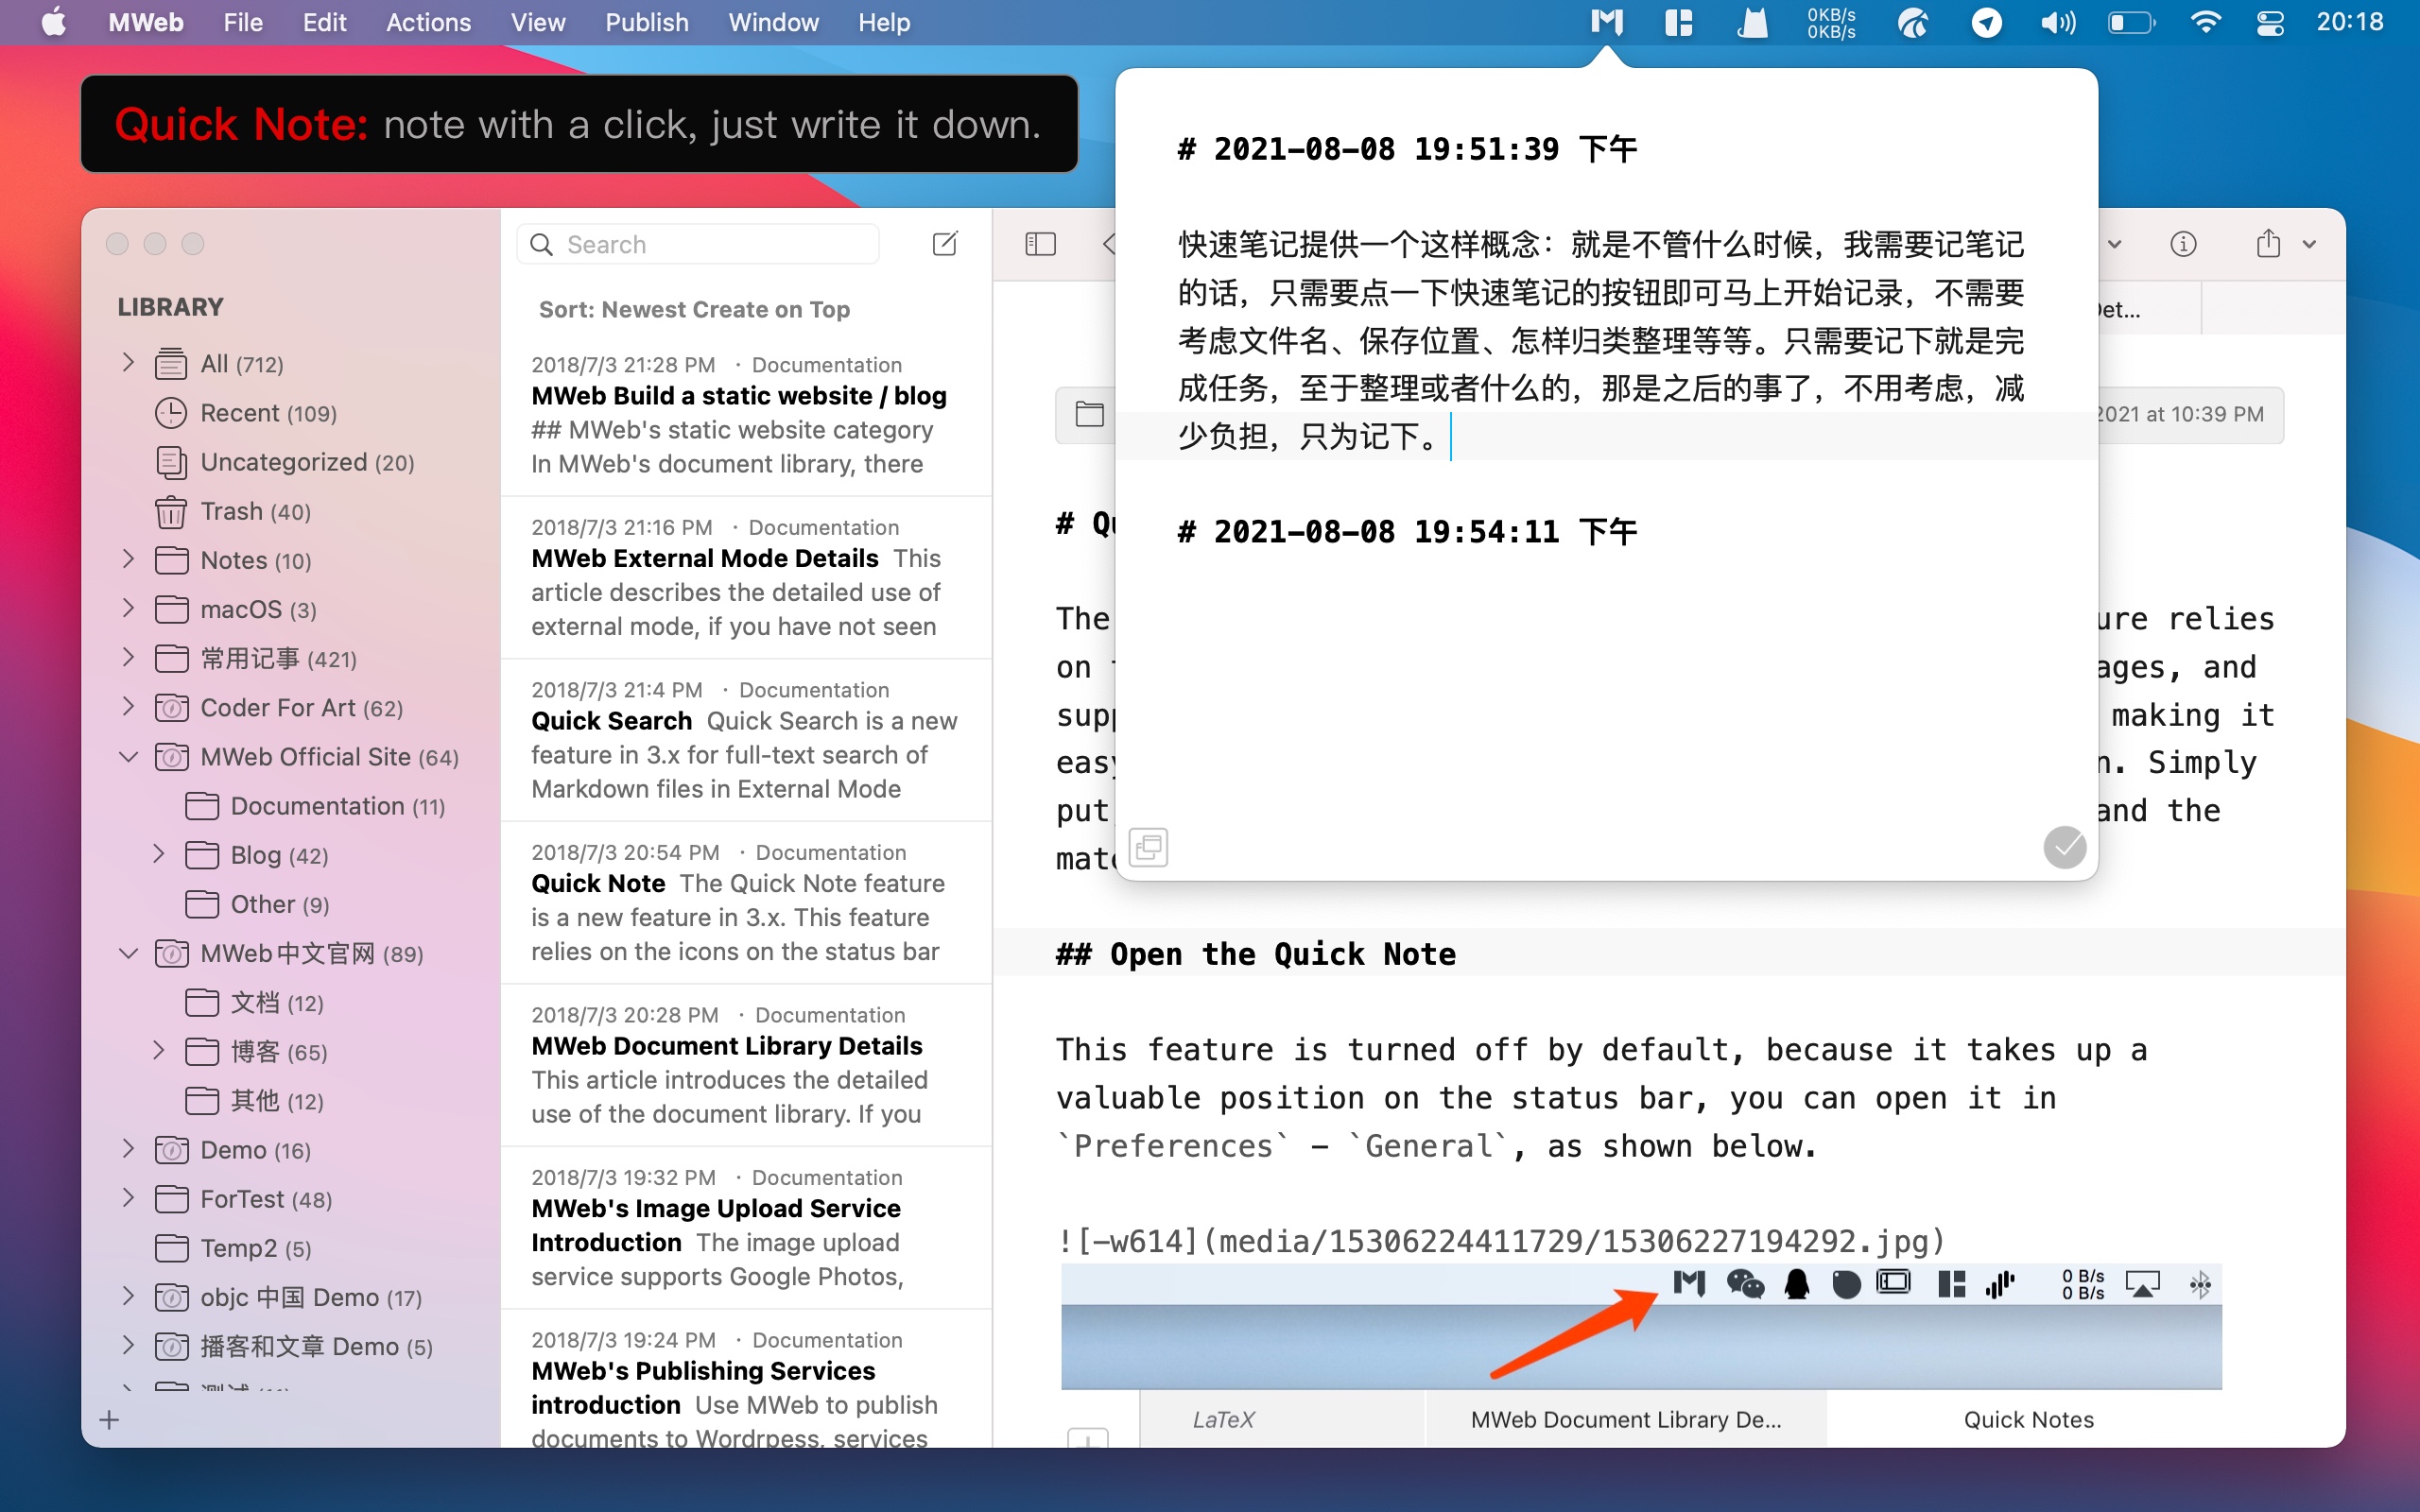 MWeb File Edit Actions View Publish Window Help
0KB/s
0KB/s
20:18
Quick Note: note with a click, just write it down.
LIBRARY
All (712)
Recent (109)
Uncategorized (20)
Trash (40)
Notes (10)
macOS (3)
常用记事 (421)
Coder For Art (62)
MWeb Official Site (64)
Documentation (11)
Blog (42)
Other (9)
MWeb中文官网 (89)
文档 (12)
博客 (65)
其他 (12)
Demo (16)
ForTest (48)
Temp2 (5)
objc 中国 Demo (17)
播客和文章 Demo (5)
Search
Sort: Newest Create on Top
2018/7/3 21:28 PM · Documentation
MWeb Build a static website / blog
## MWeb's static website category
In MWeb's document library, there
2018/7/3 21:16 PM · Documentation
MWeb External Mode Details This
article describes the detailed use of
external mode, if you have not seen
2018/7/3 21:4 PM · Documentation
Quick Search Quick Search is a new
feature in 3.x for full-text search of
Markdown files in External Mode
2018/7/3 20:54 PM · Documentation
Quick Note The Quick Note feature
is a new feature in 3.x. This feature
relies on the icons on the status bar
2018/7/3 20:28 PM · Documentation
MWeb Document Library Details
This article introduces the detailed
use of the document library. If you
2018/7/3 19:32 PM · Documentation
MWeb's Image Upload Service
Introduction The image upload
service supports Google Photos,
2018/7/3 19:24 PM · Documentation
MWeb's Publishing Services
introduction Use MWeb to publish
documents to Wordrpess, services
# 2021-08-08 19:51:39 下午
快速笔记提供一个这样概念：就是不管什么时候，我需要记笔记
的话，只需要点一下快速笔记的按钮即可马上开始记录，不需要
考虑文件名、保存位置、怎样归类整理等等。只需要记下就是完
成任务，至于整理或者什么的，那是之后的事了，不用考虑，减
少负担，只为记下。
# 2021-08-08 19:54:11 下午
2021 at 10:39 PM
The
relies
on
and
making it
Simply
put
and the
## Open the Quick Note
This feature is turned off by default, because it takes up a
valuable position on the status bar, you can open it in
`Preferences` - `General`, as shown below.
![-w614](media/15306224411729/15306227194292.jpg)
0 B/s
0 B/s
LaTeX
MWeb Document Library De...
Quick Notes